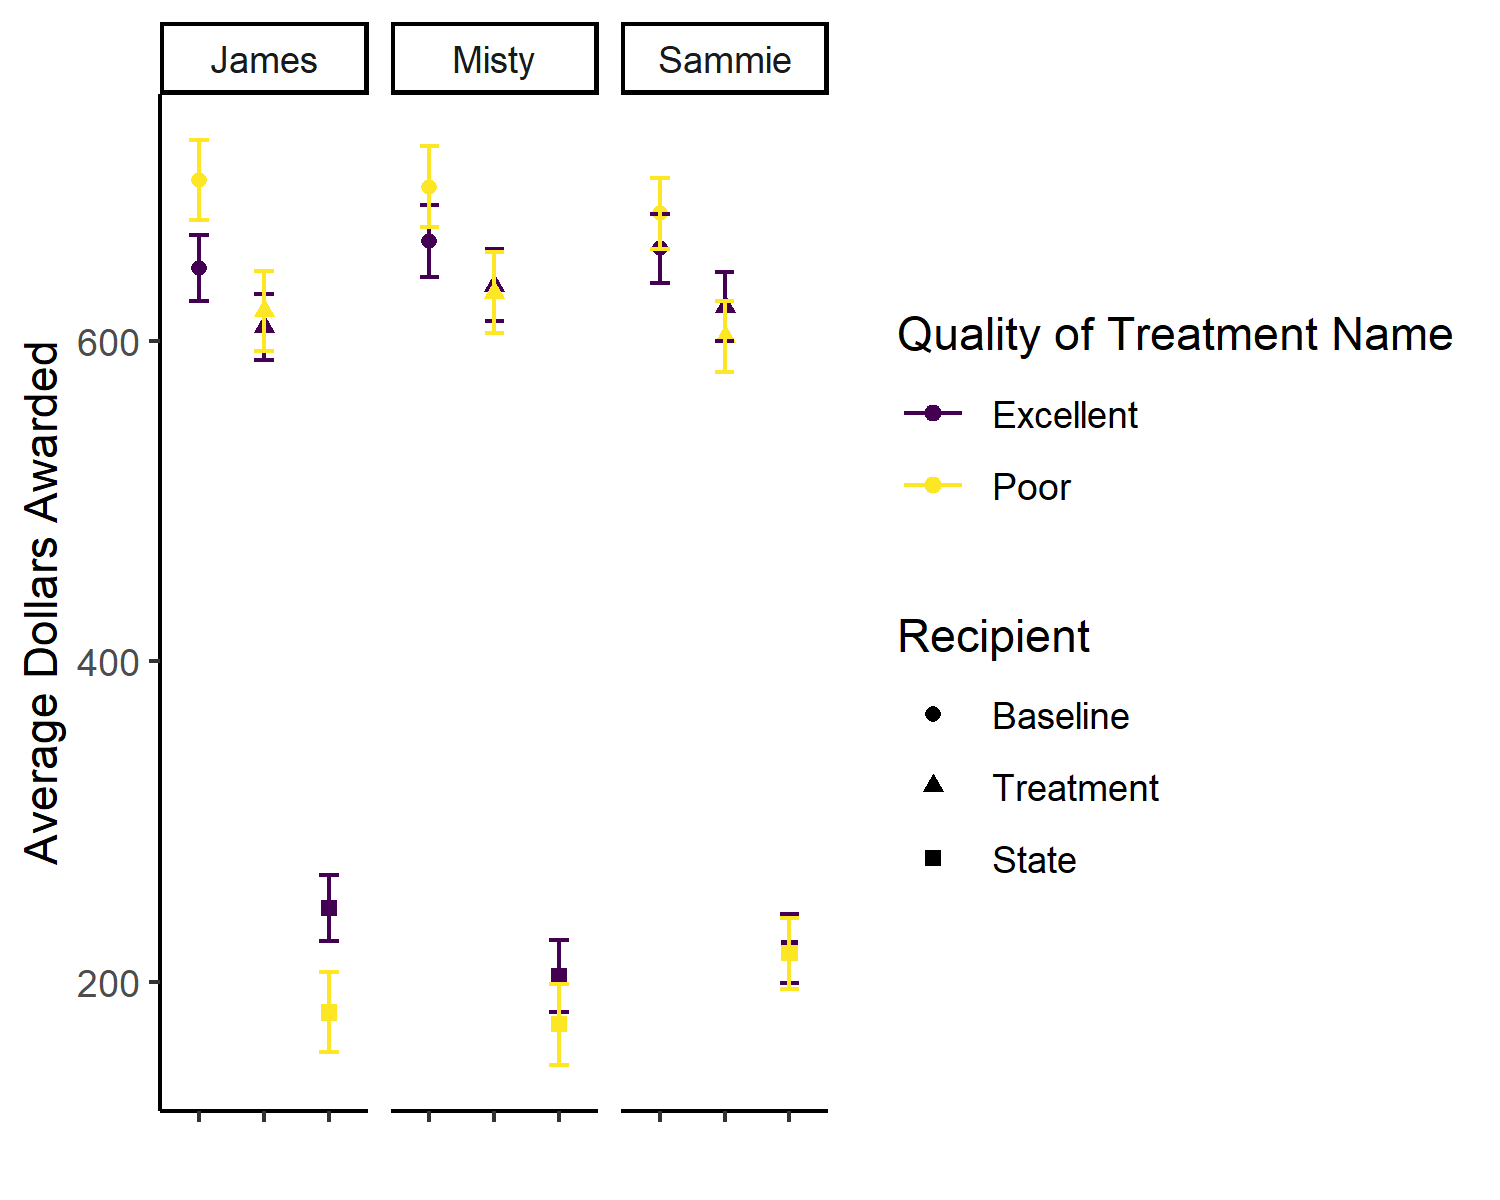 James
Misty
Sammie
Average Dollars Awarded
600
400
200
Quality of Treatment Name
Excellent
Poor
Recipient
Baseline
Treatment
State